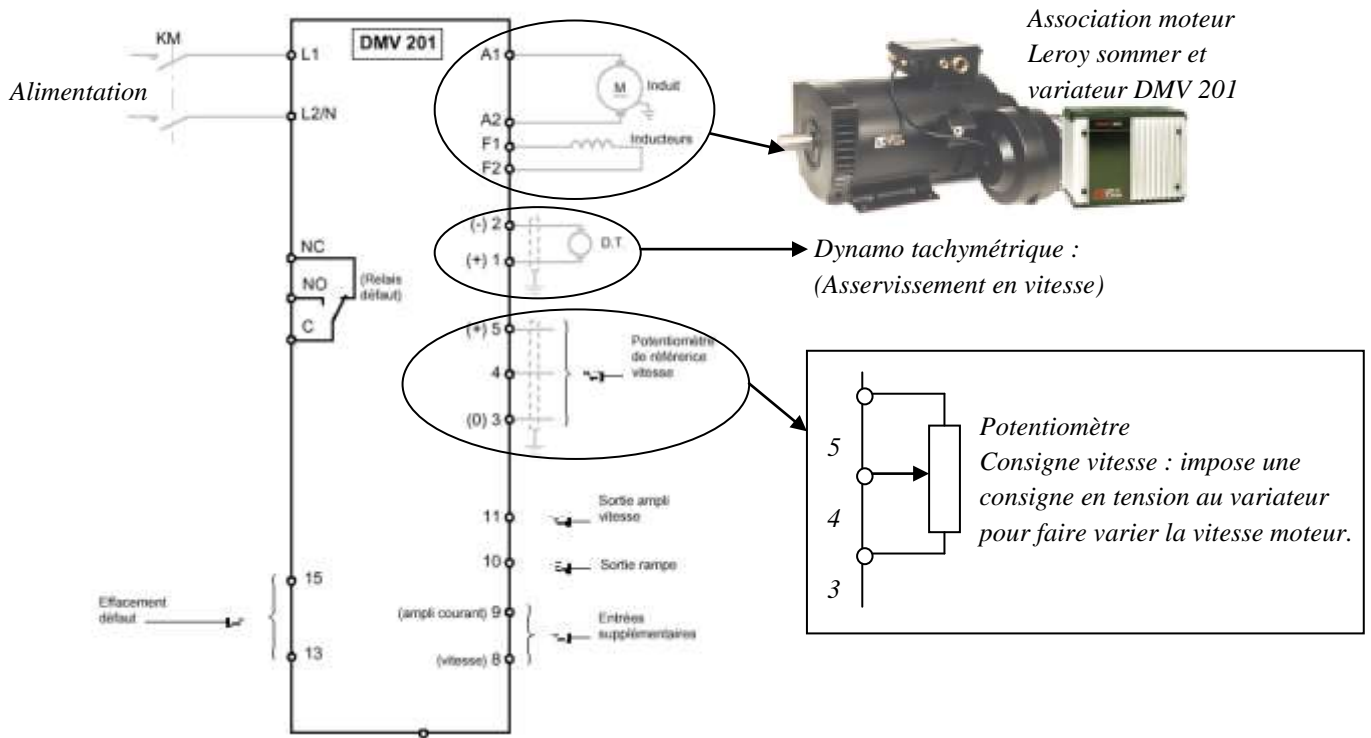 KM
Alimentation
L1
L2/N
DMV 201
A1
A2
F1
F2
M
Induit
Inducteurs
Association moteur
Leroy sommer et
variateur DMV 201
NC
NO
C
(Relais
défaut)
(-) 2
(+) 1
D.T.
Dynamo tachymétrique :
(Asservissement en vitesse)
(+) 5
4
(0) 3
Potentiomètre
de référence
vitesse
5
4
3
Potentiomètre
Consigne vitesse : impose une
consigne en tension au variateur
pour faire varier la vitesse moteur.
11
Sortie ampli
vitesse
10
Sortie rampe
15
13
Effacement
défaut
(ampli courant) 9
(vitesse) 8
Entrées
supplémentaires